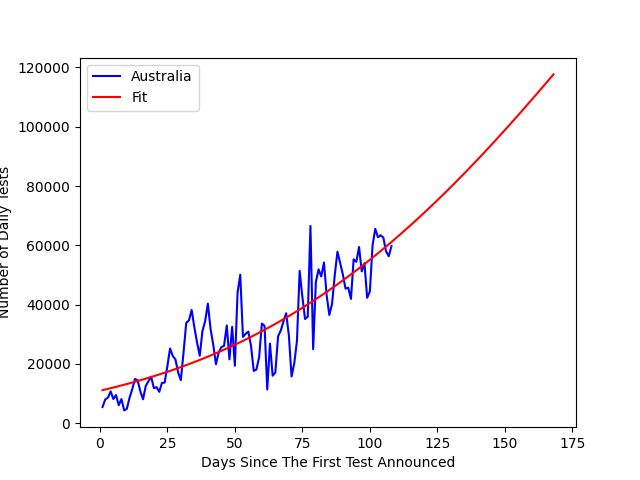 120000
100000
80000
60000
40000
20000
0
Number of Daily Tests
Australia
Fit
0 25 50 75 100 125 150 175
Days Since The First Test Announced